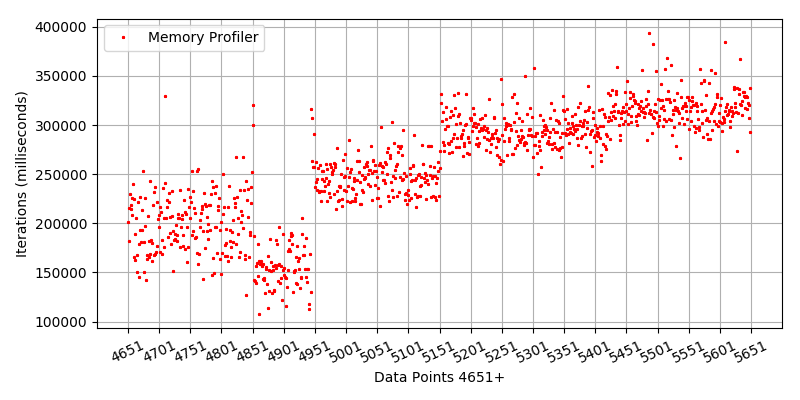 Memory Profiler
Iterations (milliseconds)
400000
350000
300000
250000
200000
150000
100000
4651 4701 4751 4801 4851 4901 4951 5001 5051 5101 5151 5201 5251 5301 5351 5401 5451 5501 5551 5601 5651
Data Points 4651+